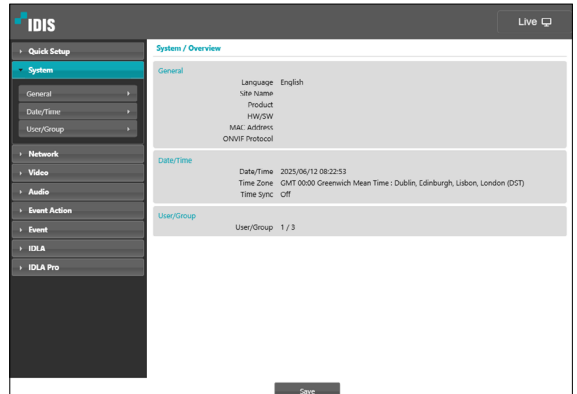 IDIS
Live
Quick Setup
System
General
Date/Time
User/Group
Network
Video
Audio
Event Action
Event
IDLA
IDLA Pro
System / Overview
General
Language English
Site Name
Product
HW/SW
MAC Address
ONVIF Protocol
Date/Time
Date/Time 2025/06/12 08:22:53
Time Zone GMT 00:00 Greenwich Mean Time : Dublin, Edinburgh, Lisbon, London (DST)
Time Sync Off
User/Group
User/Group 1 / 3
Save